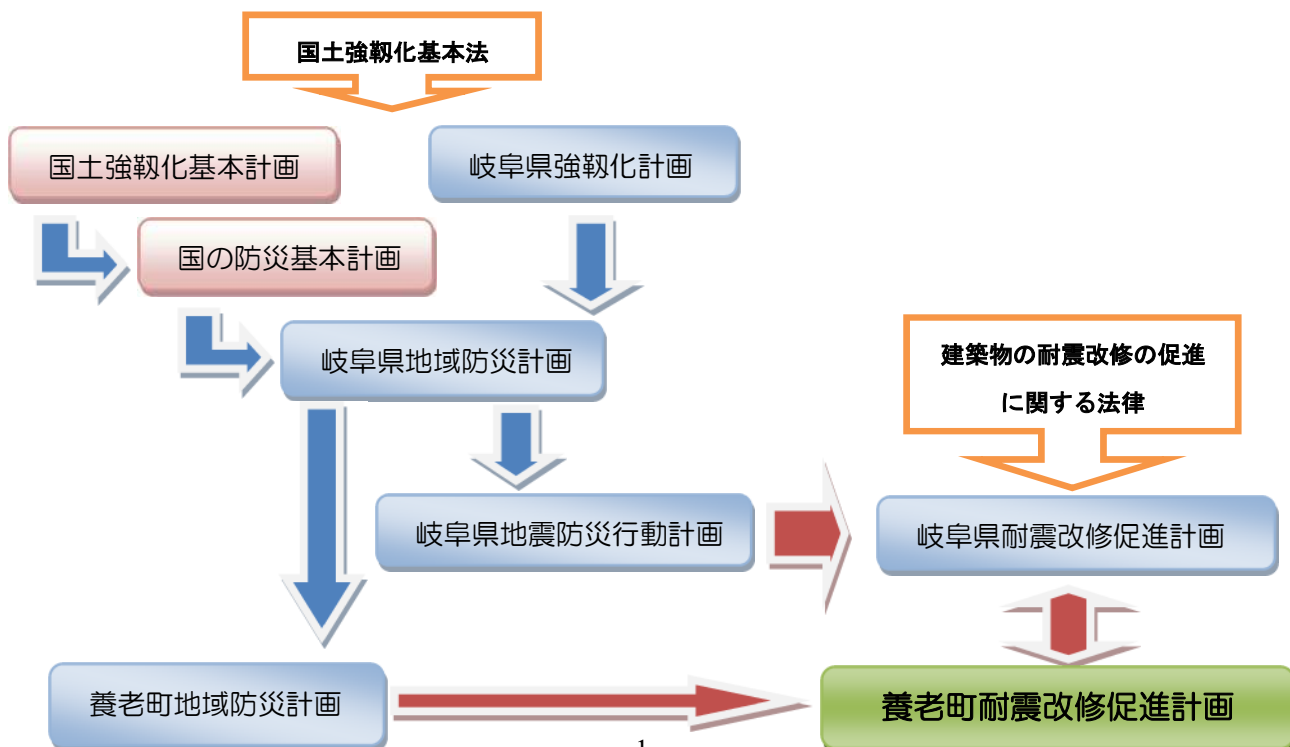 国土強靱化基本法
国土強靱化基本計画
岐阜県強靱化計画
国の防災基本計画
岐阜県地域防災計画
建築物の耐震改修の促進
に関する法律
岐阜県地震防災行動計画
岐阜県耐震改修促進計画
養老町地域防災計画
養老町耐震改修促進計画
1